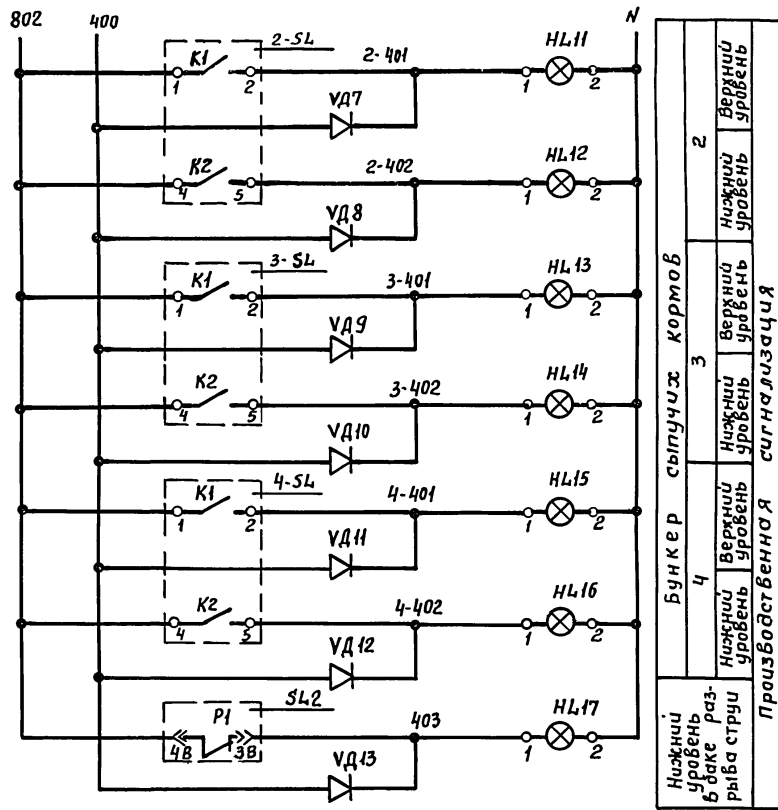 802 400 N
2-SL
K1 2-401 HL11
1 2 1 2
VД7
K2 2-402 HL12
4 5 1 2
VД8
3-SL
K1 3-401 HL13
1 2 1 2
VД9
K2 3-402 HL14
4 5 1 2
VД10
4-SL
K1 4-401 HL15
1 2 1 2
VД11
K2 4-402 HL16
4 5 1 2
VД12
SL2
P1 403 HL17
4В 3В 1 2
VД13
Бункер сыпучих кормов
2
Верхний
уровень
Нижний
уровень
3
Верхний
уровень
Нижний
уровень
4
Верхний
уровень
Нижний
уровень
Нижний
уровень
в баке раз-
рыва струи
Производственная сигнализация